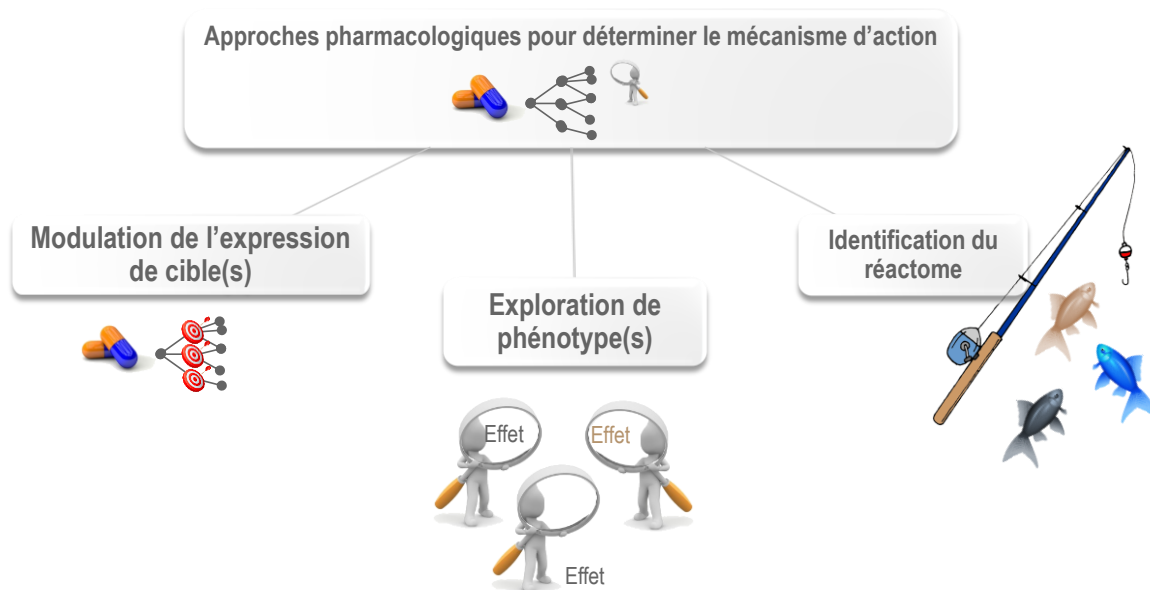 Approches pharmacologiques pour déterminer le mécanisme d’action
Modulation de l’expression
de cible(s)
Exploration de
phénotype(s)
Identification du
réactome
Effet
Effet
Effet